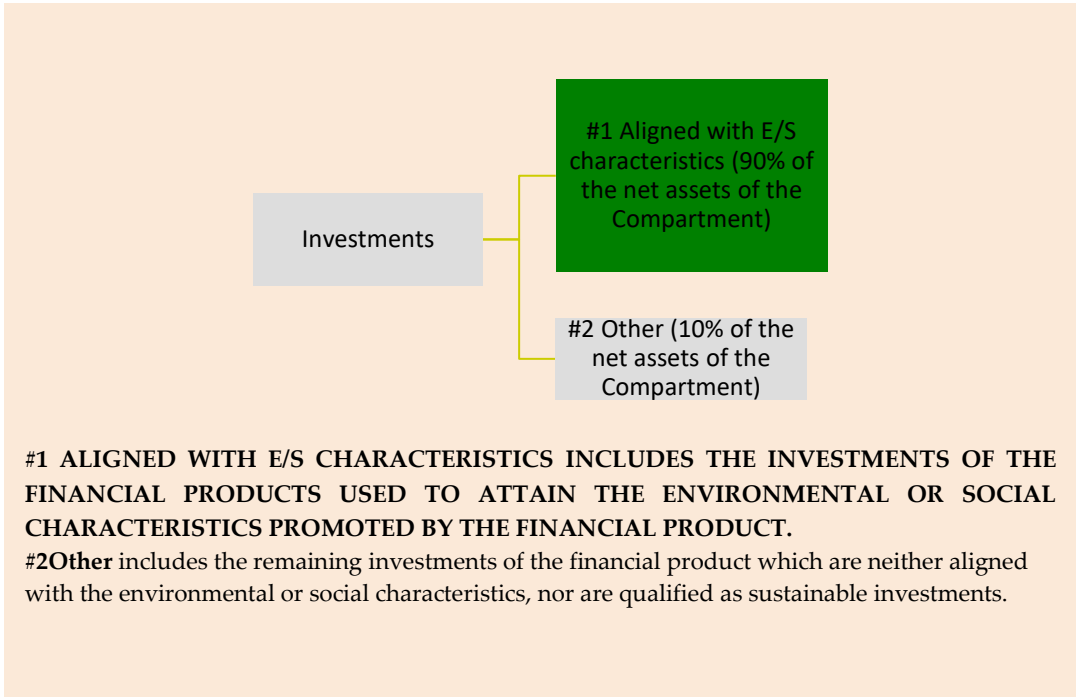 #1 Aligned with E/S
characteristics (90% of
the net assets of the
Compartment)
Investments
#2 Other (10% of the
net assets of the
Compartment)
#1 ALIGNED WITH E/S CHARACTERISTICS INCLUDES THE INVESTMENTS OF THE
FINANCIAL PRODUCTS USED TO ATTAIN THE ENVIRONMENTAL OR SOCIAL
CHARACTERISTICS PROMOTED BY THE FINANCIAL PRODUCT.
#2Other includes the remaining investments of the financial product which are neither aligned
with the environmental or social characteristics, nor are qualified as sustainable investments.